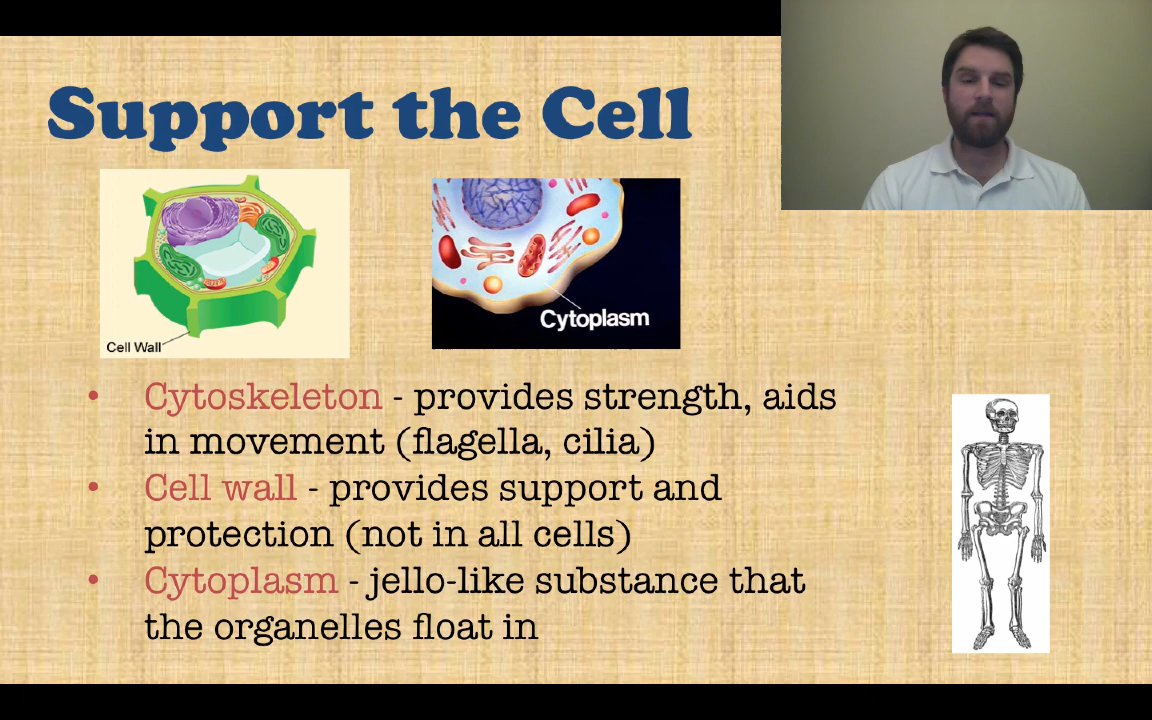 Support the Cell
Cell Wall
Cytoplasm
• Cytoskeleton - provides strength, aids
in movement (flagella, cilia)
• Cell wall - provides support and
protection (not in all cells)
• Cytoplasm - jello-like substance that
the organelles float in